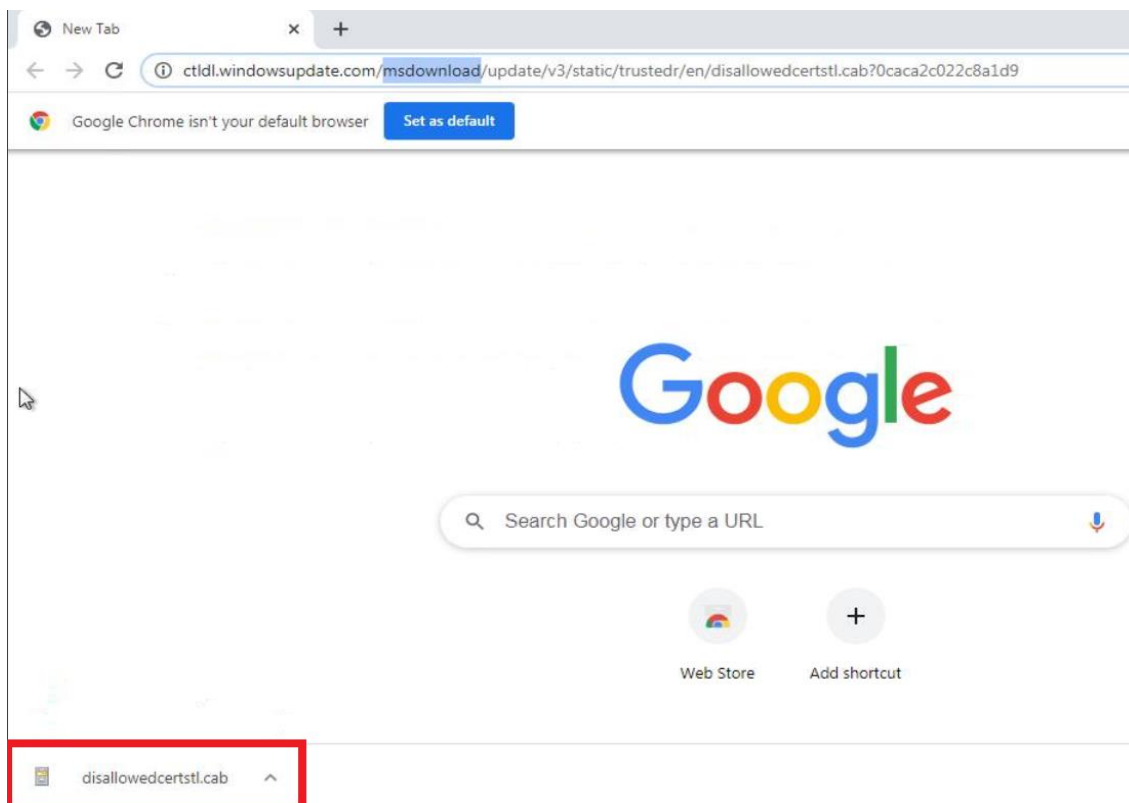 New Tab
ctldl.windowsupdate.com/msdownload/update/v3/static/trustedr/en/disallowedcertstl.cab?0caca2c022c8a1d9
Google Chrome isn't your default browser Set as default
Google
Search Google or type a URL
Web Store Add shortcut
disallowedcertstl.cab